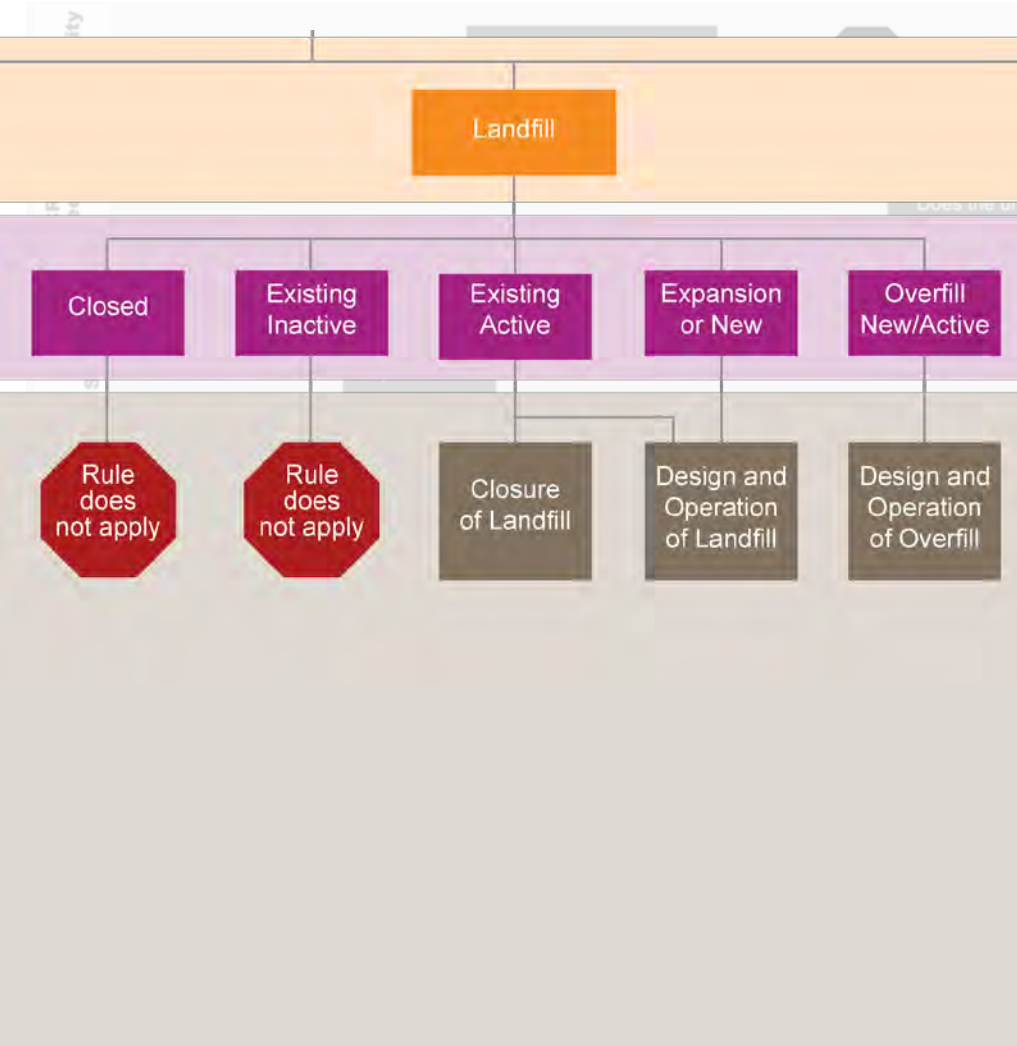 Landfill
Closed
Existing
Inactive
Existing
Active
Expansion
or New
Overfill
New/Active
Rule
does
not apply
Rule
does
not apply
Closure
of Landfill
Design and
Operation
of Landfill
Design and
Operation
of Overfill